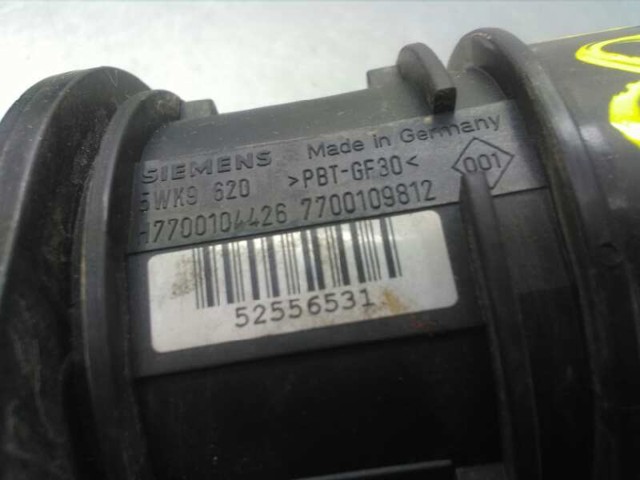 SIEMENS Made in Germany
5WK9 620 >PBT-GF30< 001
H7700104426 7700109812
52556531